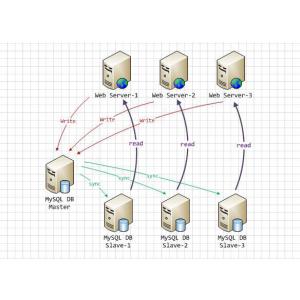 Web Server-1
Web Server-2
Web Server-3
Write
Write
Write
read
read
read
MySQL DB
Master
sync
sync
sync
MySQL DB
Slave-1
MySQL DB
Slave-2
MySQL DB
Slave-3